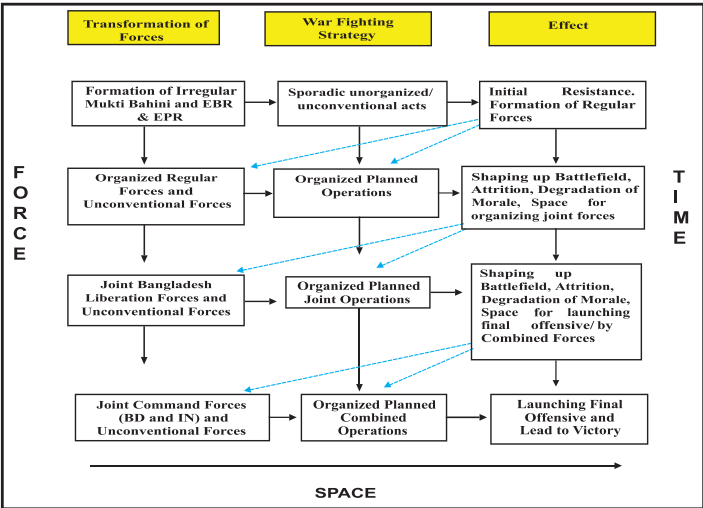 Transformation of
Forces
War Fighting
Strategy
Effect
Formation of Irregular
Mukti Bahini and EBR
& EPR
Sporadic unorganized/
unconventional acts
Initial Resistance.
Formation of Regular
Forces
Organized Regular
Forces and
Unconventional Forces
Organized Planned
Operations
Shaping up Battlefield,
Attrition, Degradation of
Morale, Space for
organizing joint forces
Joint Bangladesh
Liberation Forces and
Unconventional Forces
Organized Planned
Joint Operations
Shaping up
Battlefield, Attrition,
Degradation of Morale,
Space for launching
final offensive/ by
Combined Forces
Joint Command Forces
(BD and IN) and
Unconventional Forces
Organized Planned
Combined
Operations
Launching Final
Offensive and
Lead to Victory
FORCE
TIME
SPACE